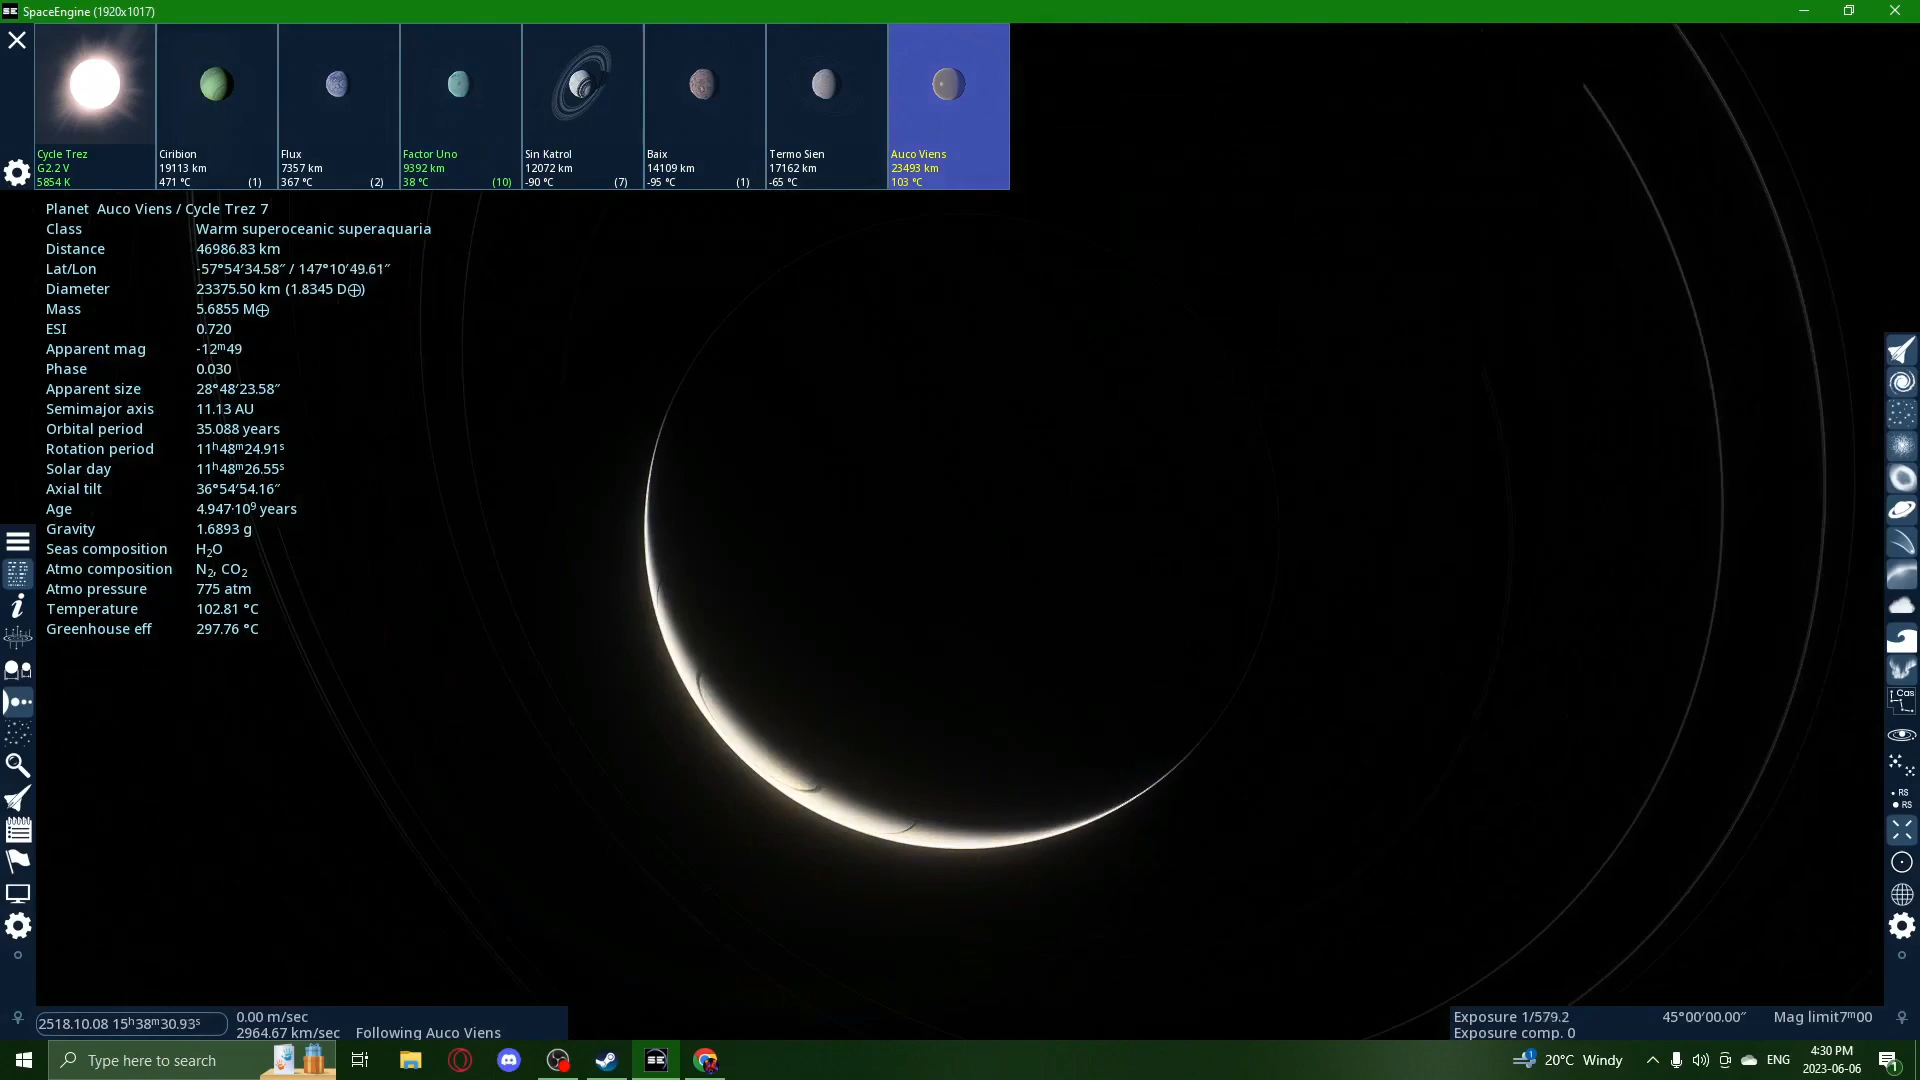 SpaceEngine (1920x1017)
Cycle Trez
G2.2 V
5854 K
Ciribion
19113 km
471 °C (1)
Flux
7357 km
367 °C (2)
Factor Uno
9392 km
38 °C (10)
Sin Katrol
12072 km
-90 °C (7)
Baix
14109 km
-95 °C (1)
Termo Sien
17162 km
-65 °C
Auco Viens
23493 km
103 °C
Planet Auco Viens / Cycle Trez 7
Class Warm superoceanic superaquaria
Distance 46986.83 km
Lat/Lon -57°54′34.58″ / 147°10′49.61″
Diameter 23375.50 km (1.8345 D⨁)
Mass 5.6855 M⨁
ESI 0.720
Apparent mag -12ᵐ49
Phase 0.030
Apparent size 28°48′23.58″
Semimajor axis 11.13 AU
Orbital period 35.088 years
Rotation period 11ʰ48ᵐ24.91ˢ
Solar day 11ʰ48ᵐ26.55ˢ
Axial tilt 36°54′54.16″
Age 4.947·10⁹ years
Gravity 1.6893 g
Seas composition H₂O
Atmo composition N₂, CO₂
Atmo pressure 775 atm
Temperature 102.81 °C
Greenhouse eff 297.76 °C
Cas
RS
RS
2518.10.08 15ʰ38ᵐ30.93ˢ
0.00 m/sec
2964.67 km/sec Following Auco Viens
Exposure 1/579.2 45°00′00.00″ Mag limit7ᵐ00
Exposure comp. 0
Type here to search
SE
1
20°C Windy
ENG
4:30 PM
2023-06-06
1